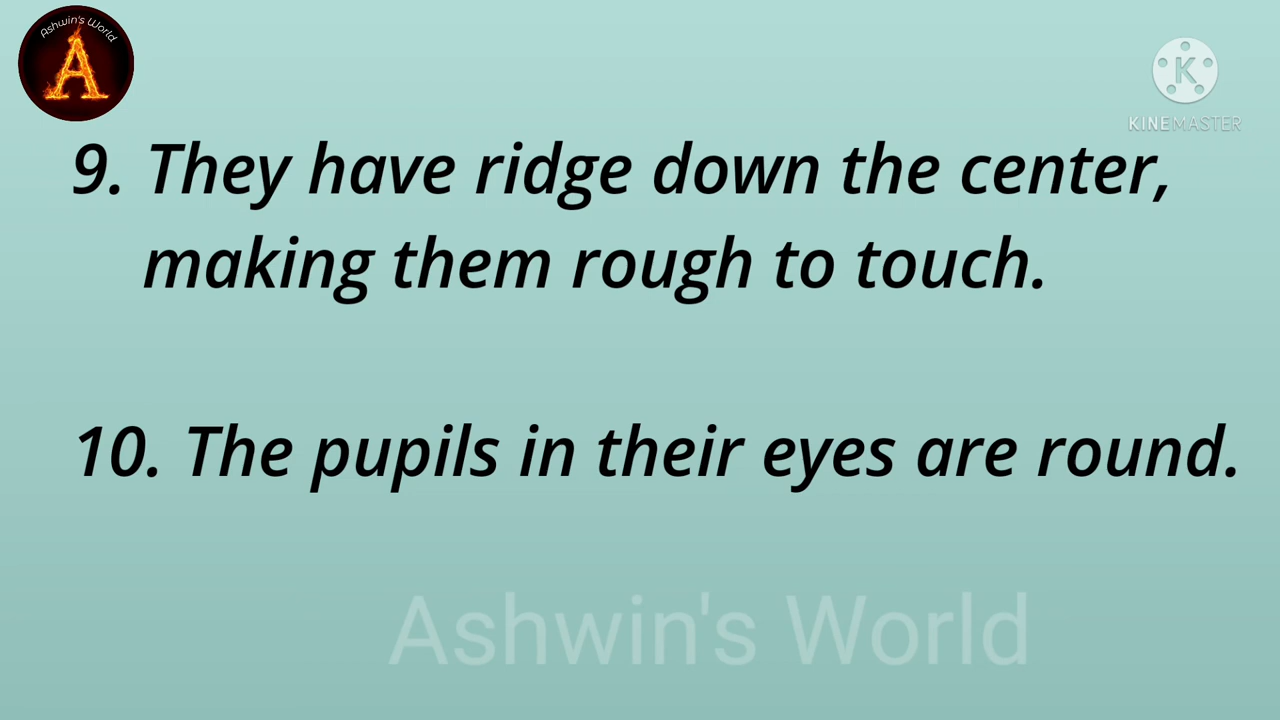 Ashwin's World
A
K
KINEMASTER
9. They have ridge down the center,
making them rough to touch.
10. The pupils in their eyes are round.
Ashwin's World